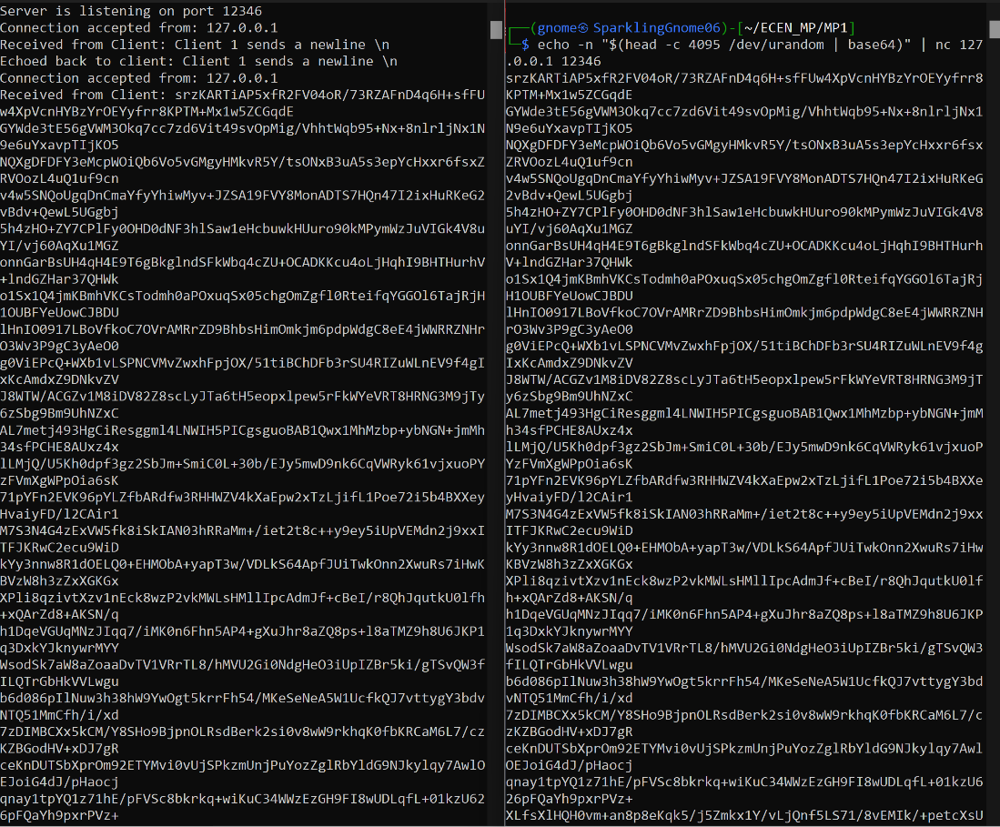 Server is listening on port 12346
Connection accepted from: 127.0.0.1
Received from Client: Client 1 sends a newline \n
Echoed back to client: Client 1 sends a newline \n
Connection accepted from: 127.0.0.1
Received from Client: srzKARTiAP5xfR2FV04oR/73RZAFnD4q6H+sfFU
w4XpVcnHYBzYrOEYyfrr8KPTM+Mx1w5ZCGqdE
GYWde3tE56gVWM3Okq7cc7zd6Vit49svOpMig/VhhtWqb95+Nx+8nlrljNx1N
9e6uYxavpTIjKO5
NQXgDFDFY3eMcpWOiQb6Vo5vGMgyHMkvR5Y/tsONxB3uA5s3epYcHxxr6fsxZ
RVOozL4uQ1uf9cn
v4w5SNQoUgqDnCmaYfyYhiwMyv+JZSA19FVY8MonADTS7HQn47I2ixHuRKeG2
vBdv+QewL5UGgbj
5h4zHO+ZY7CPlFy0OHD0dNF3hlSaw1eHcbuwkHUuro90kMPymWzJuVIGk4V8u
YI/vj60AqXu1MGZ
onnGarBsUH4qH4E9T6gBkglndSFkWbq4cZU+OCADKKcu4oLjHqhI9BHTHurhV
+lndGZHar37QHWk
o1Sx1Q4jmKBmhVKCsTodmh0aPOxuqSx05chgOmZgfl0RteifqYGGOl6TajRjH
1OUBFYeUowCJBDU
lHnIO0917LBoVfkoC7OVrAMRrZD9BhbsHimOmkjm6pdpWdgC8eE4jWWRRZNHr
O3Wv3P9gC3yAeO0
g0ViEPcQ+WXb1vLSPNCVMvZwxhFpjOX/51tiBChDFb3rSU4RIZuWLnEV9f4gI
xKcAmdxZ9DNkvZV
J8WTW/ACGZv1M8iDV82Z8scLyJTa6tH5eopxlpew5rFkWYeVRT8HRNG3M9jTy
6zSbg9Bm9UhNZxC
AL7metj493HgCiResggml4LNWIH5PICgsguoBAB1Qwx1MhMzbp+ybNGN+jmMh
34sfPCHE8AUxz4x
lLMjQ/U5Kh0dpf3gz2SbJm+SmiC0L+30b/EJy5mwD9nk6CqVWRyk61vjxuoPY
zFVmXgWPpOia6sK
71pYFn2EVK96pYLZfbARdfw3RHHWZV4kXaEpw2xTzLjifL1Poe72i5b4BXXey
HvaiyFD/l2CAir1
M7S3N4G4zExVW5fk8iSkIAN03hRRaMm+/iet2t8c++y9ey5iUpVEMdn2j9xxI
TFJKRwC2ecu9WiD
kYy3nnw8R1dOELQ0+EHMObA+yapT3w/VDLkS64ApfJUiTwkOnn2XwuRs7iHwK
BVzW8h3zZxXGKGx
XPli8qzivtXzv1nEck8wzP2vkMWLsHMllIpcAdmJf+cBeI/r8QhJqutkU0lfh
+xQArZd8+AKSN/q
h1DqeVGUqMNzJIqq7/iMK0n6Fhn5AP4+gXuJhr8aZQ8ps+l8aTMZ9h8U6JKP1
q3DxkYJknywrMYY
WsodSk7aW8aZoaaDvTV1VRrTL8/hMVU2Gi0NdgHeO3iUpIZBr5ki/gTSvQW3f
ILQTrGbHkVVLwgu
b6d086pIlNuw3h38hW9YwOgt5krrFh54/MKeSeNeA5W1UcfkQJ7vttygY3bdv
NTQ51MmCfh/i/xd
7zDIMBCXx5kCM/Y8SHo9BjpnOLRsdBerk2si0v8wW9rkhqK0fbKRCaM6L7/cz
KZBGodHV+xDJ7gR
ceKnDUTSbXprOm92ETYMvi0vUjSPkzmUnjPuYozZglRbYldG9NJkylqy7AwlO
EJoiG4dJ/pHaocj
qnay1tpYQ1z71hE/pFVSc8bkrkq+wiKuC34WWzEzGH9FI8wUDLqfL+01kzU62
6pFQaYh9pxrPVz+
┌──(gnome㉿SparklingGnome06)-[~/ECEN_MP/MP1]
└─$ echo -n "$(head -c 4095 /dev/urandom | base64)" | nc 127
.0.0.1 12346
srzKARTiAP5xfR2FV04oR/73RZAFnD4q6H+sfFUw4XpVcnHYBzYrOEYyfrr8
KPTM+Mx1w5ZCGqdE
GYWde3tE56gVWM3Okq7cc7zd6Vit49svOpMig/VhhtWqb95+Nx+8nlrljNx1
N9e6uYxavpTIjKO5
NQXgDFDFY3eMcpWOiQb6Vo5vGMgyHMkvR5Y/tsONxB3uA5s3epYcHxxr6fsx
ZRVOozL4uQ1uf9cn
v4w5SNQoUgqDnCmaYfyYhiwMyv+JZSA19FVY8MonADTS7HQn47I2ixHuRKeG
2vBdv+QewL5UGgbj
5h4zHO+ZY7CPlFy0OHD0dNF3hlSaw1eHcbuwkHUuro90kMPymWzJuVIGk4V8
uYI/vj60AqXu1MGZ
onnGarBsUH4qH4E9T6gBkglndSFkWbq4cZU+OCADKKcu4oLjHqhI9BHTHurh
V+lndGZHar37QHWk
o1Sx1Q4jmKBmhVKCsTodmh0aPOxuqSx05chgOmZgfl0RteifqYGGOl6TajRj
H1OUBFYeUowCJBDU
lHnIO0917LBoVfkoC7OVrAMRrZD9BhbsHimOmkjm6pdpWdgC8eE4jWWRRZNH
rO3Wv3P9gC3yAeO0
g0ViEPcQ+WXb1vLSPNCVMvZwxhFpjOX/51tiBChDFb3rSU4RIZuWLnEV9f4g
IxKcAmdxZ9DNkvZV
J8WTW/ACGZv1M8iDV82Z8scLyJTa6tH5eopxlpew5rFkWYeVRT8HRNG3M9jT
y6zSbg9Bm9UhNZxC
AL7metj493HgCiResggml4LNWIH5PICgsguoBAB1Qwx1MhMzbp+ybNGN+jmM
h34sfPCHE8AUxz4x
lLMjQ/U5Kh0dpf3gz2SbJm+SmiC0L+30b/EJy5mwD9nk6CqVWRyk61vjxuoP
YzFVmXgWPpOia6sK
71pYFn2EVK96pYLZfbARdfw3RHHWZV4kXaEpw2xTzLjifL1Poe72i5b4BXXe
yHvaiyFD/l2CAir1
M7S3N4G4zExVW5fk8iSkIAN03hRRaMm+/iet2t8c++y9ey5iUpVEMdn2j9xx
ITFJKRwC2ecu9WiD
kYy3nnw8R1dOELQ0+EHMObA+yapT3w/VDLkS64ApfJUiTwkOnn2XwuRs7iHw
KBVzW8h3zZxXGKGx
XPli8qzivtXzv1nEck8wzP2vkMWLsHMllIpcAdmJf+cBeI/r8QhJqutkU0lf
h+xQArZd8+AKSN/q
h1DqeVGUqMNzJIqq7/iMK0n6Fhn5AP4+gXuJhr8aZQ8ps+l8aTMZ9h8U6JKP
1q3DxkYJknywrMYY
WsodSk7aW8aZoaaDvTV1VRrTL8/hMVU2Gi0NdgHeO3iUpIZBr5ki/gTSvQW3
fILQTrGbHkVVLwgu
b6d086pIlNuw3h38hW9YwOgt5krrFh54/MKeSeNeA5W1UcfkQJ7vttygY3bd
vNTQ51MmCfh/i/xd
7zDIMBCXx5kCM/Y8SHo9BjpnOLRsdBerk2si0v8wW9rkhqK0fbKRCaM6L7/c
zKZBGodHV+xDJ7gR
ceKnDUTSbXprOm92ETYMvi0vUjSPkzmUnjPuYozZglRbYldG9NJkylqy7Awl
OEJoiG4dJ/pHaocj
qnay1tpYQ1z71hE/pFVSc8bkrkq+wiKuC34WWzEzGH9FI8wUDLqfL+01kzU6
26pFQaYh9pxrPVz+
XLfsXlHQH0vm+an8p8eKqk5/j5Zmkx1Y/vLjQnf5LS71/8vEMIk/+petcXsU